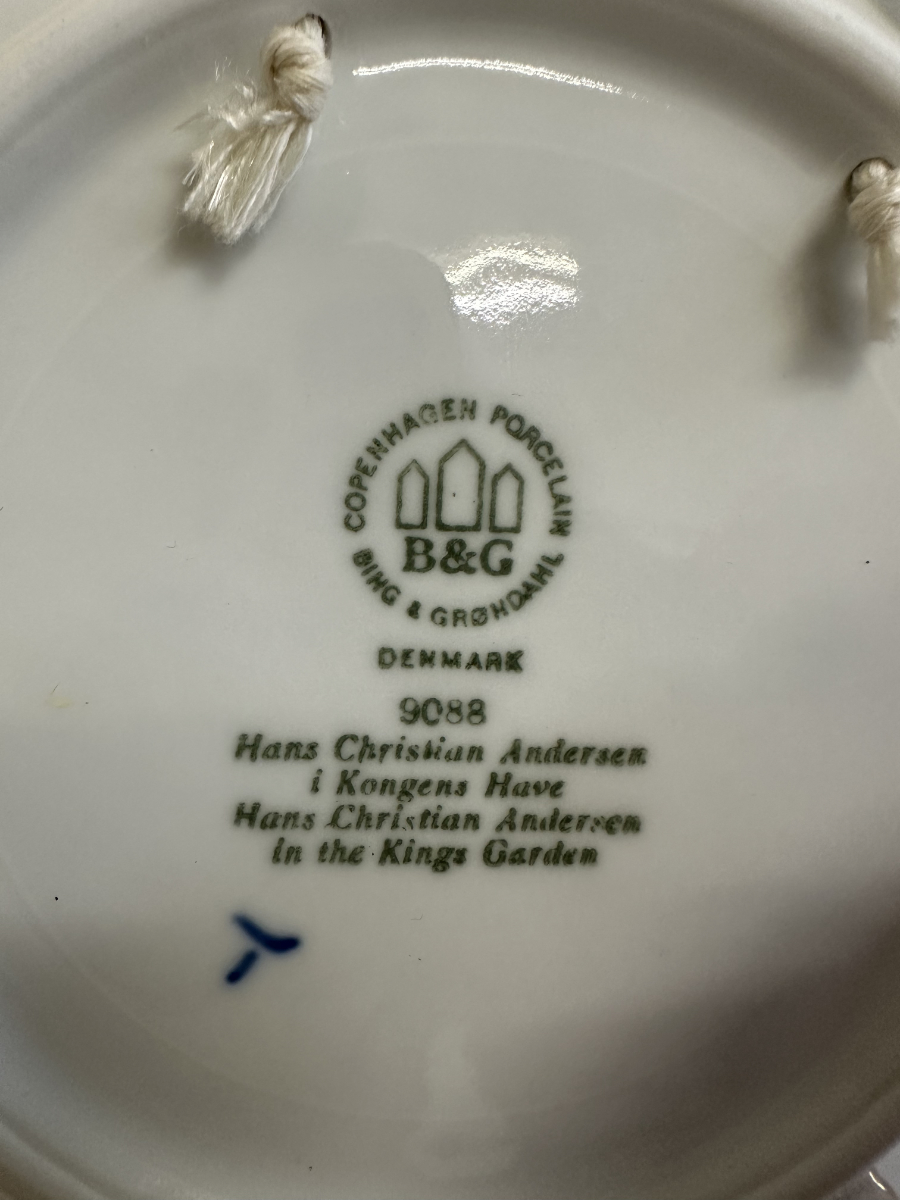 COPENHAGEN PORCELAIN
B&G
BING & GRØNDAHL
DENMARK
9088
Hans Christian Andersen
i Kongens Have
Hans Christian Andersen
in the Kings Garden